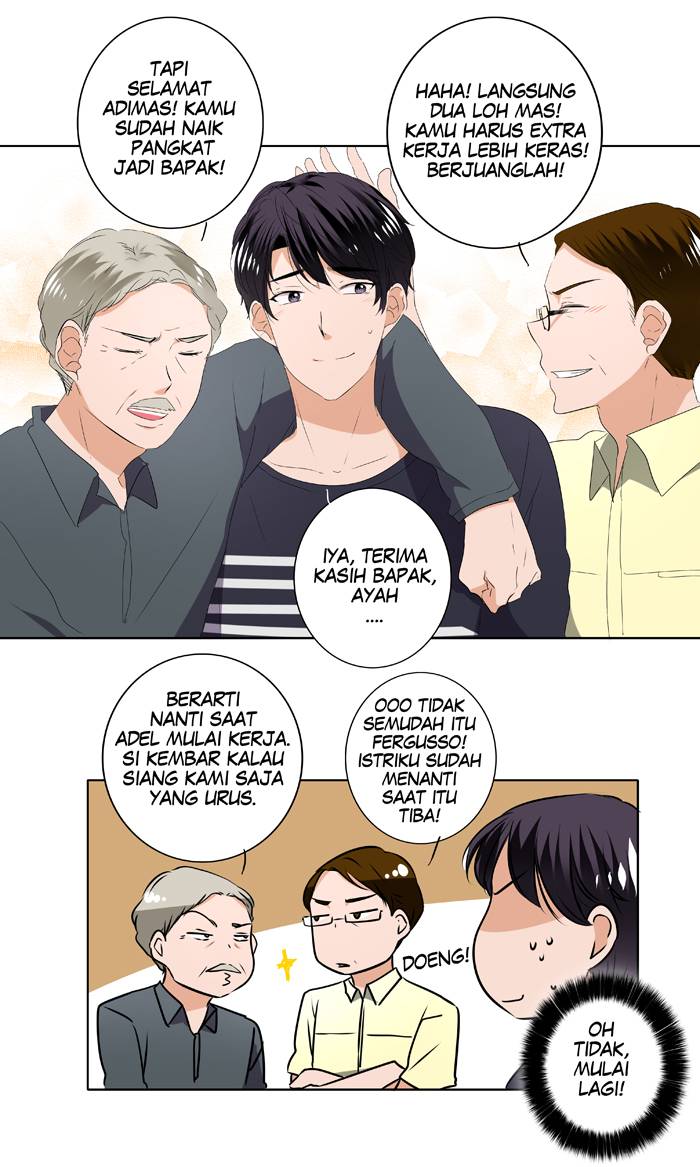 TAPI
SELAMAT
ADIMAS! KAMU
SUDAH NAIK
PANGKAT
JADI BAPAK!
HAHA! LANGSUNG
DUA LOH MAS!
KAMU HARUS EXTRA
KERJA LEBIH KERAS!
BERJUANGLAH!
IYA, TERIMA
KASIH BAPAK,
AYAH
....
BERARTI
NANTI SAAT
ADEL MULAI KERJA.
SI KEMBAR KALAU
SIANG KAMI SAJA
YANG URUS.
OOO TIDAK
SEMUDAH ITU
FERGUSSO!
ISTRIKU SUDAH
MENANTI
SAAT ITU
TIBA!
DOENG!
OH
TIDAK,
MULAI
LAGI!